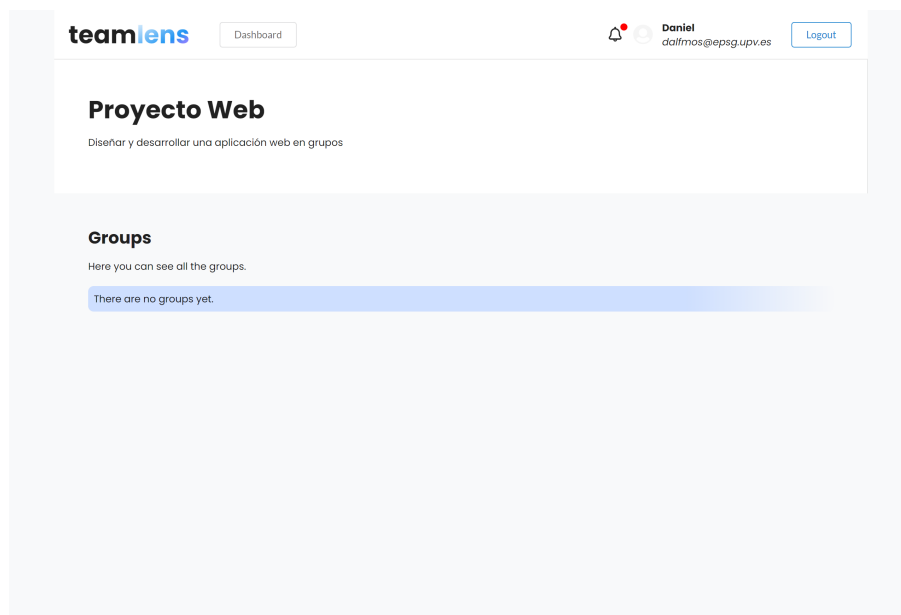 teamlens
Dashboard
Daniel
dalfmos@epsg.upv.es
Logout
Proyecto Web
Diseñar y desarrollar una aplicación web en grupos
Groups
Here you can see all the groups.
There are no groups yet.